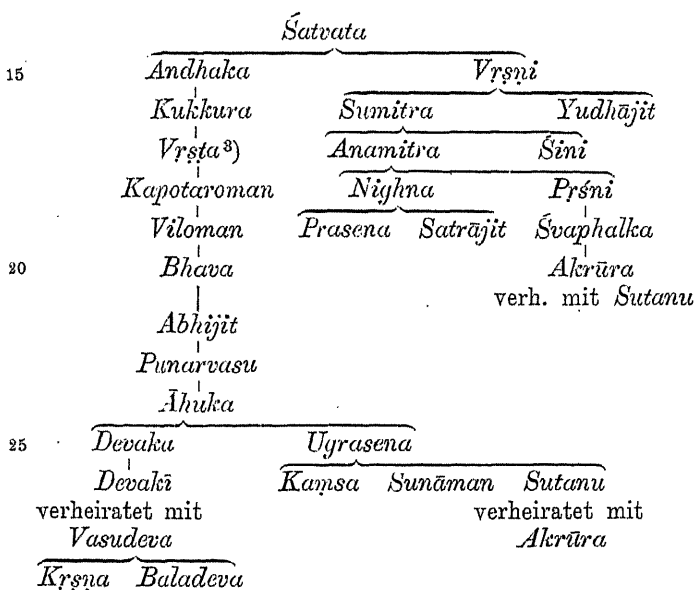 Śatvata
15 Andhaka Vṛṣṇi
Kukkura Sumitra Yudhājit
Vṛṣṭa ³) Anamitra Śini
Kapotaroman Nighna Pṛśni
Viloman Prasena Satrājit Śvaphalka
20 Bhava Akrūra
verh. mit Sutanu
Abhijit
Punarvasu
Āhuka
25 Devaka Ugrasena
Devakī Kaṃsa Sunāman Sutanu
verheiratet mit verheiratet mit
Vasudeva Akrūra
Kṛṣṇa Baladeva